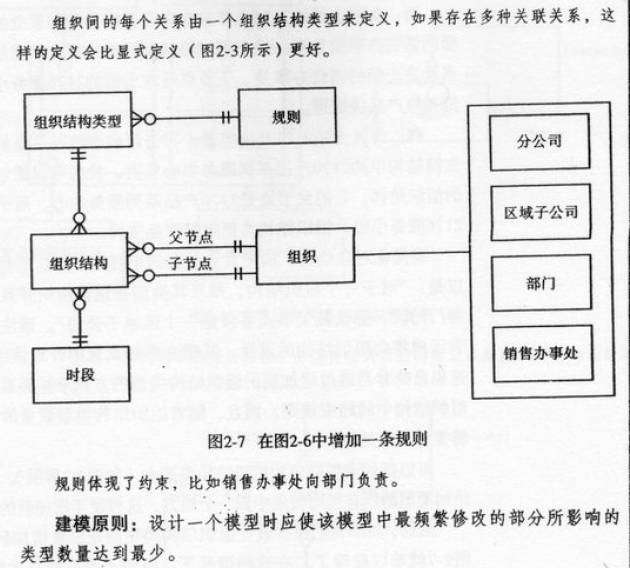 组织间的每个关系由一个组织结构类型来定义，如果存在多种关联关系，这
样的定义会比显式定义（图2-3所示）更好。
组织结构类型
规则
分公司
区域子公司
组织结构
父节点
子节点
组织
部门
时段
销售办事处
图2-7 在图2-6中增加一条规则
规则体现了约束，比如销售办事处向部门负责。
建模原则：设计一个模型时应使该模型中最频繁修改的部分所影响的
类型数量达到最少。